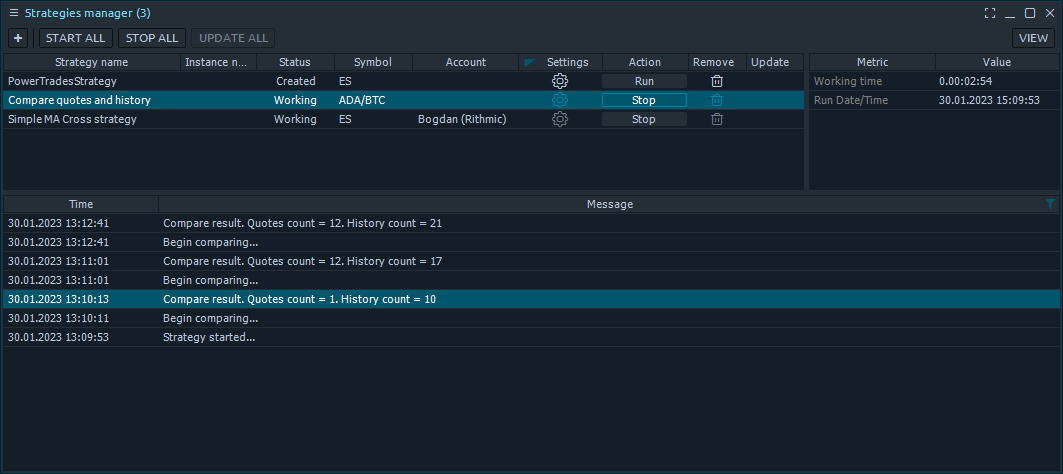 Strategies manager (3)
+ START ALL STOP ALL UPDATE ALL VIEW
Strategy name Instance n... Status Symbol Account Settings Action Remove Update Metric Value
PowerTradesStrategy Created ES Run Working time 0.00:02:54
Compare quotes and history Working ADA/BTC Stop Run Date/Time 30.01.2023 15:09:53
Simple MA Cross strategy Working ES Bogdan (Rithmic) Stop
Time Message
30.01.2023 13:12:41 Compare result. Quotes count = 12. History count = 21
30.01.2023 13:12:41 Begin comparing...
30.01.2023 13:11:01 Compare result. Quotes count = 12. History count = 17
30.01.2023 13:11:01 Begin comparing...
30.01.2023 13:10:13 Compare result. Quotes count = 1. History count = 10
30.01.2023 13:10:11 Begin comparing...
30.01.2023 13:09:53 Strategy started...